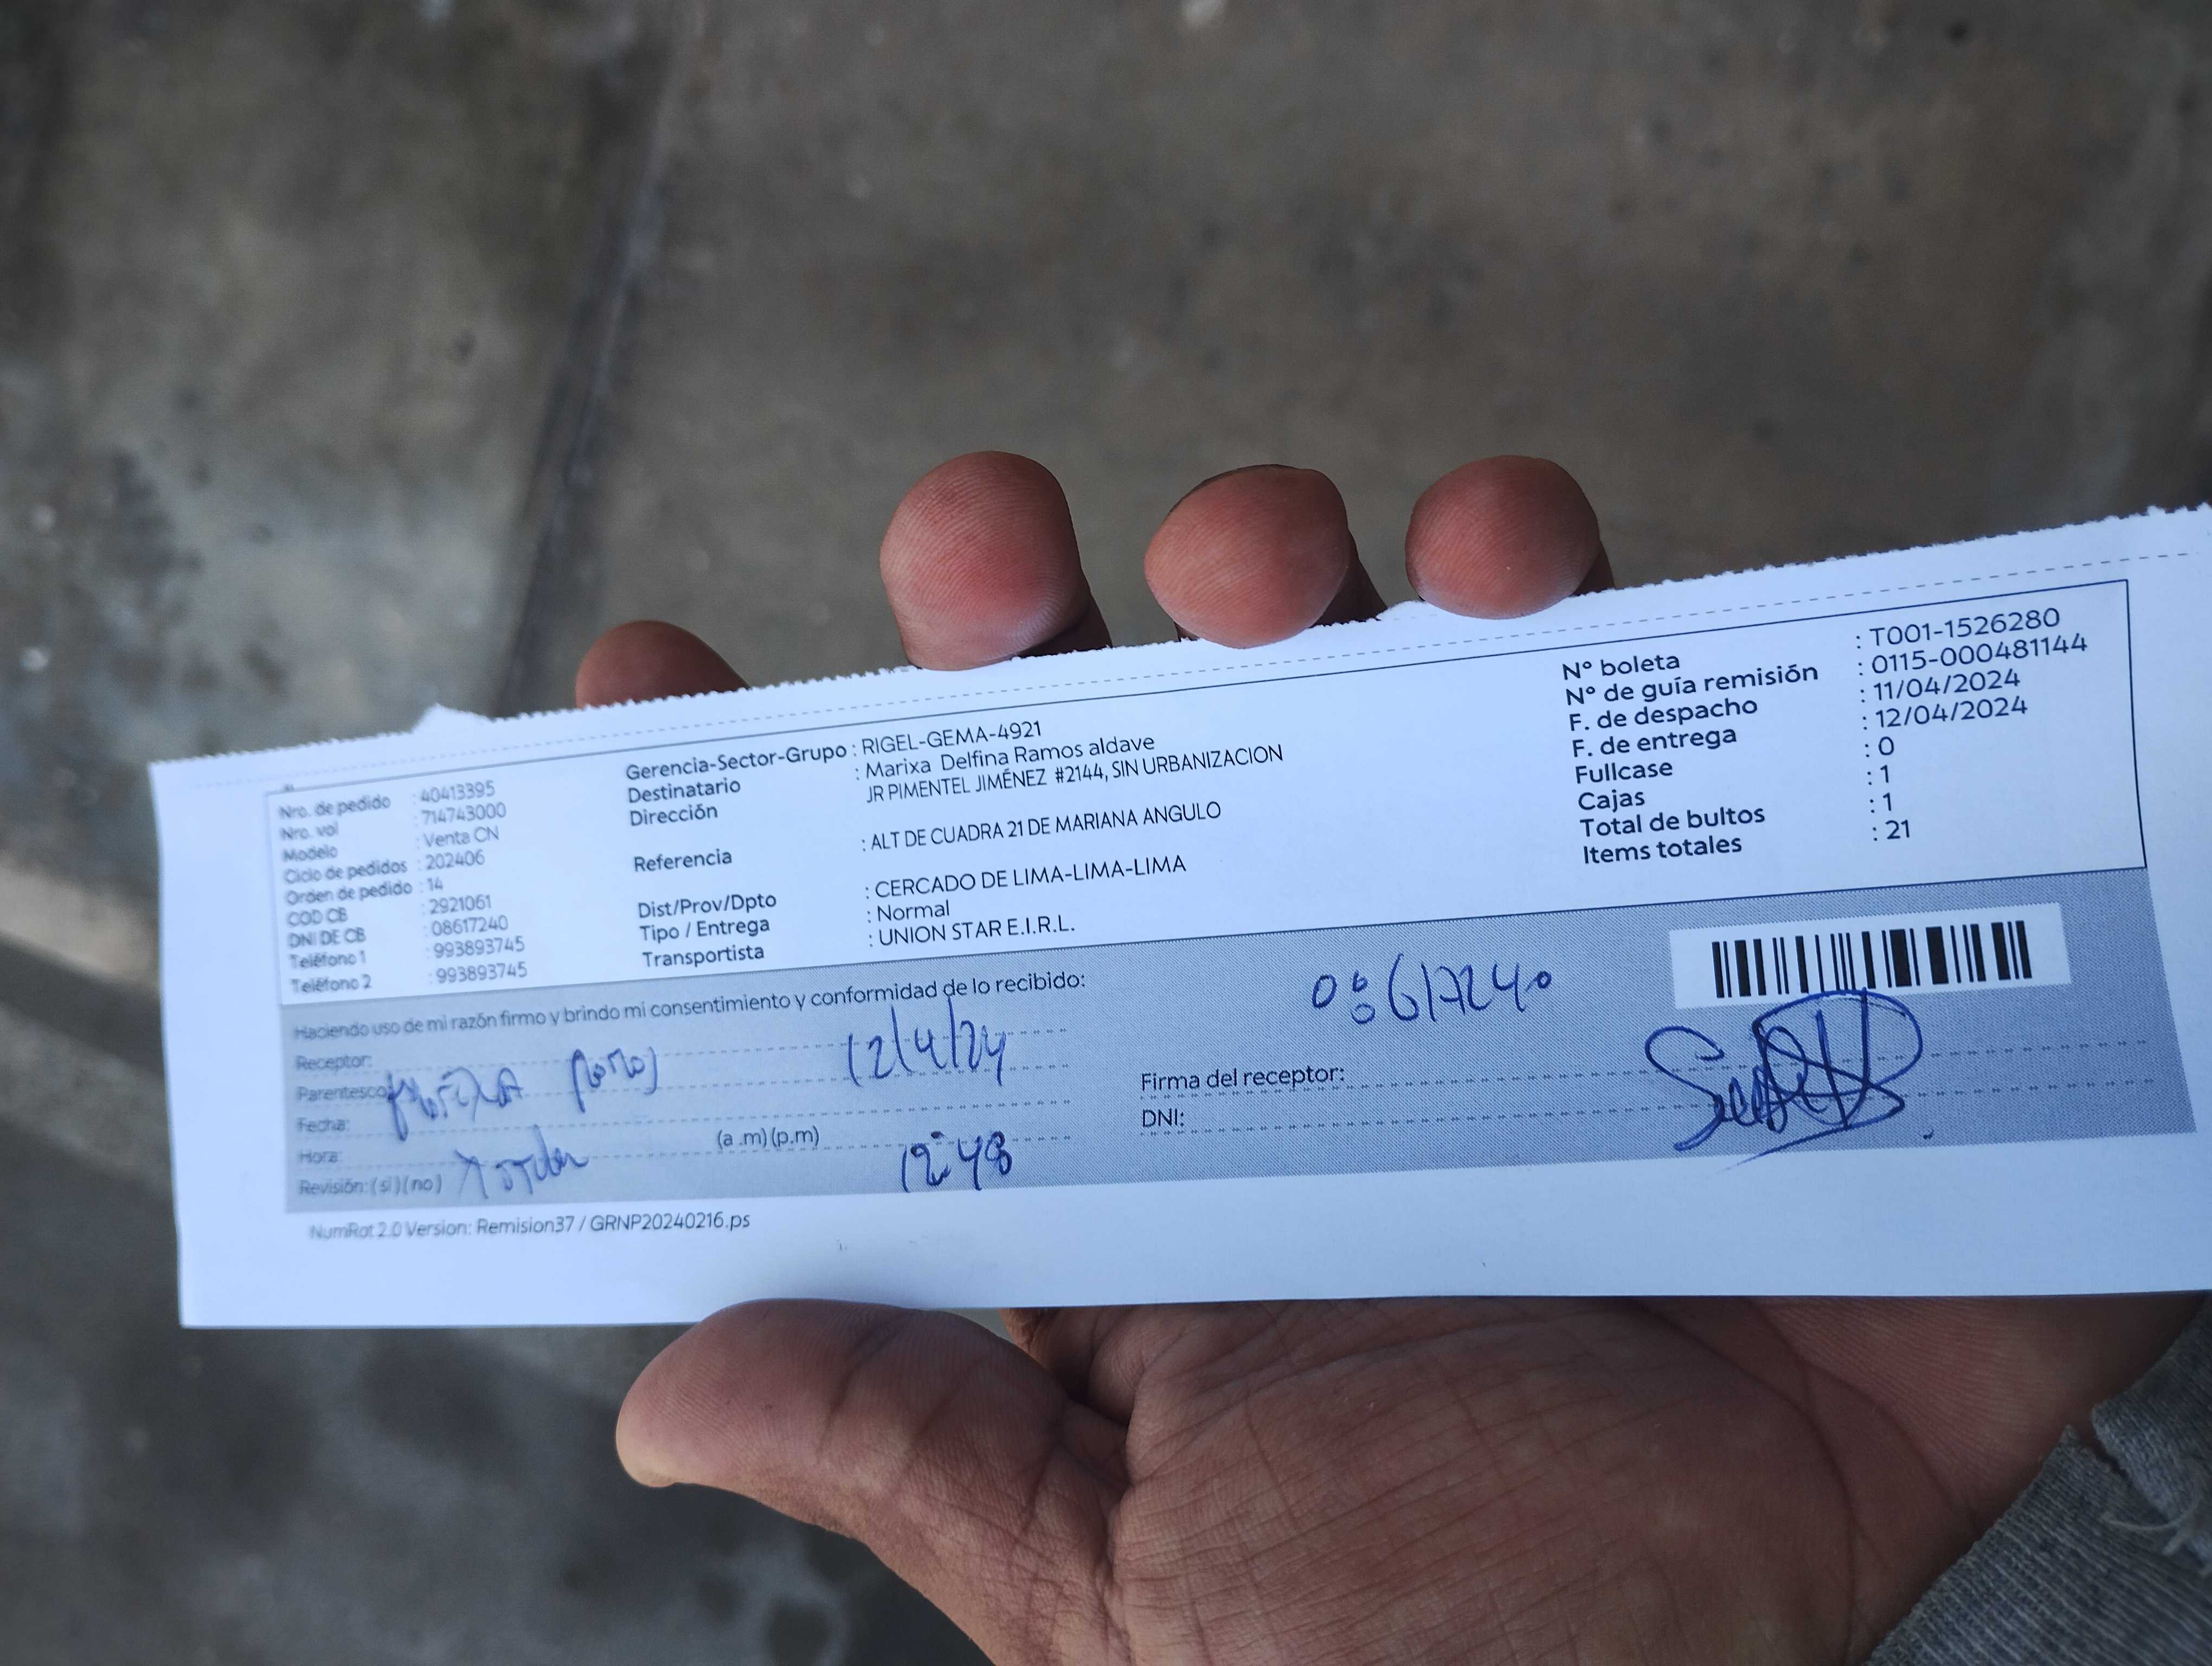 Nro. de pedido : 40413395
Nro. vol : 714743000
Modelo : Venta CN
Ciclo de pedidos : 202406
Orden de pedido : 14
COD CB : 2921061
DNI DE CB : 08617240
Teléfono 1 : 993893745
Teléfono 2 : 993893745
Gerencia-Sector-Grupo : RIGEL-GEMA-4921
Destinatario : Marixa Delfina Ramos aldave
Dirección JR PIMENTEL JIMÉNEZ #2144, SIN URBANIZACION
Referencia : ALT DE CUADRA 21 DE MARIANA ANGULO
Dist/Prov/Dpto : CERCADO DE LIMA-LIMA-LIMA
Tipo / Entrega : Normal
Transportista : UNION STAR E.I.R.L.
N° boleta : T001-1526280
N° de guía remisión : 0115-000481144
F. de despacho : 11/04/2024
F. de entrega : 12/04/2024
Fullcase : 0
Cajas : 1
Total de bultos : 1
Items totales : 21
Haciendo uso de mi razón firmo y brindo mi consentimiento y conformidad de lo recibido:
Receptor:
Parentesco:
Fecha: 12/4/24
Hora: (a .m)(p.m)
Revisión: (si)(no) 12:48
08617240
Firma del receptor:
DNI:
NumRot 2.0 Version: Remision37 / GRNP20240216.ps